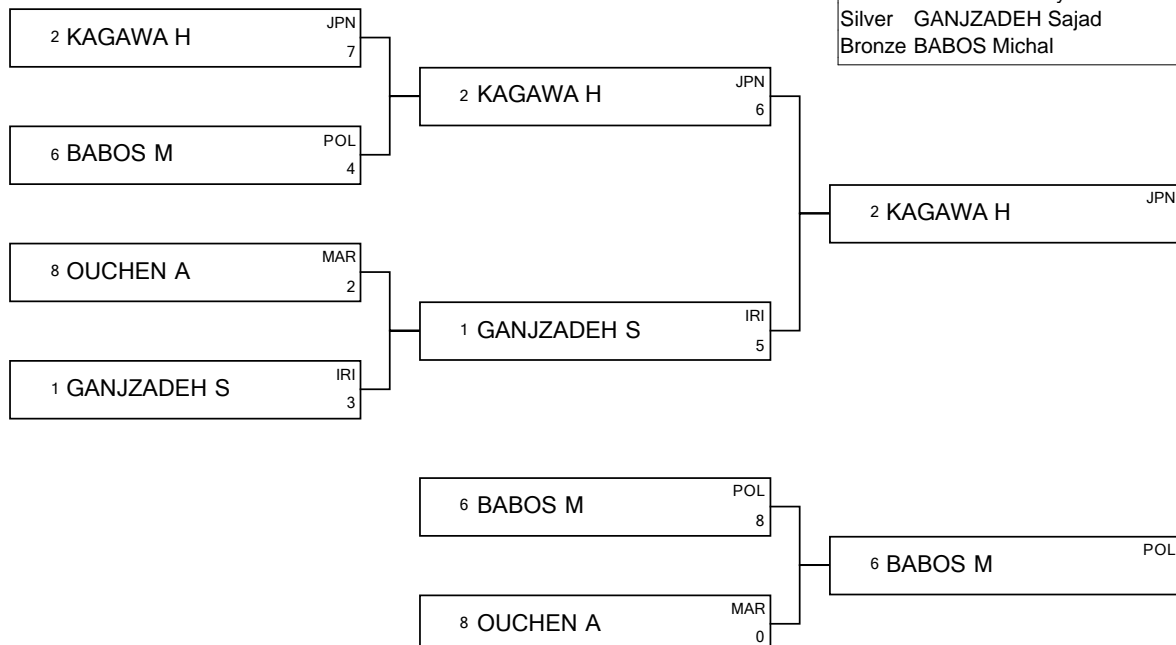 Silver GANJZADEH Sajad
Bronze BABOS Michal
2 KAGAWA H JPN 7
6 BABOS M POL 4
8 OUCHEN A MAR 2
1 GANJZADEH S IRI 3
2 KAGAWA H JPN 6
1 GANJZADEH S IRI 5
2 KAGAWA H JPN
6 BABOS M POL 8
8 OUCHEN A MAR 0
6 BABOS M POL